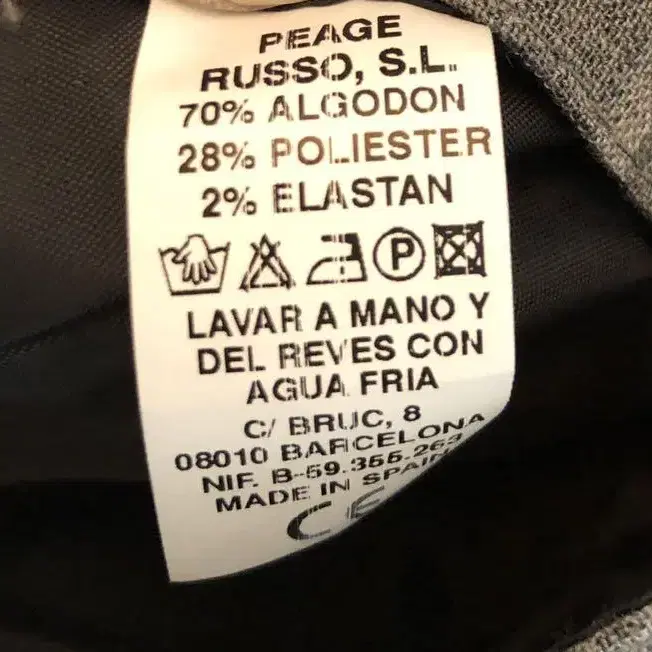 PEAGE
RUSSO, S.L.
70% ALGODON
28% POLIESTER
2% ELASTAN
P
LAVAR A MANO Y
DEL REVES CON
AGUA FRIA
C/ BRUC, 8
08010 BARCELONA
NIF. B-59.355.263
MADE IN SPAIN
CE